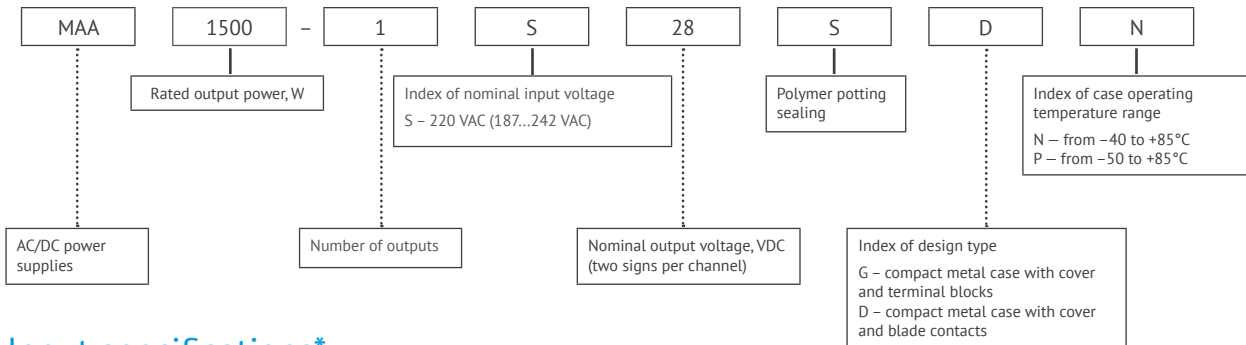 MAA 1500 – 1 S 28 S D N
Rated output power, W
Index of nominal input voltage
S – 220 VAC (187...242 VAC)
Polymer potting
sealing
Index of case operating
temperature range
N — from –40 to +85°C
P — from –50 to +85°C
AC/DC power
supplies
Number of outputs
Nominal output voltage, VDC
(two signs per channel)
Index of design type
G – compact metal case with cover
and terminal blocks
D – compact metal case with cover
and blade contacts